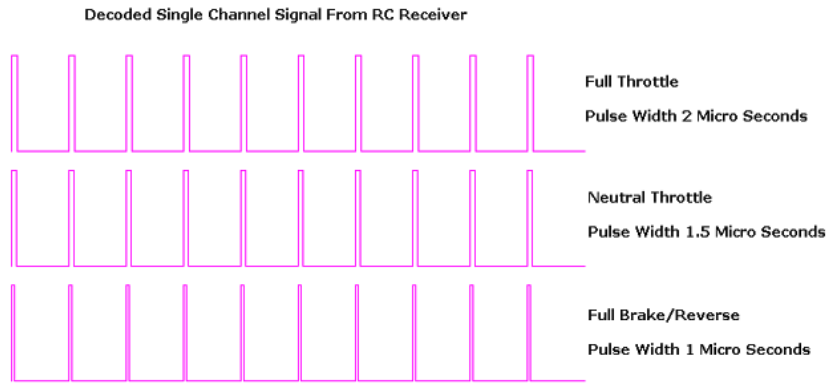 Decoded Single Channel Signal From RC Receiver
Full Throttle
Pulse Width 2 Micro Seconds
Neutral Throttle
Pulse Width 1.5 Micro Seconds
Full Brake/Reverse
Pulse Width 1 Micro Seconds